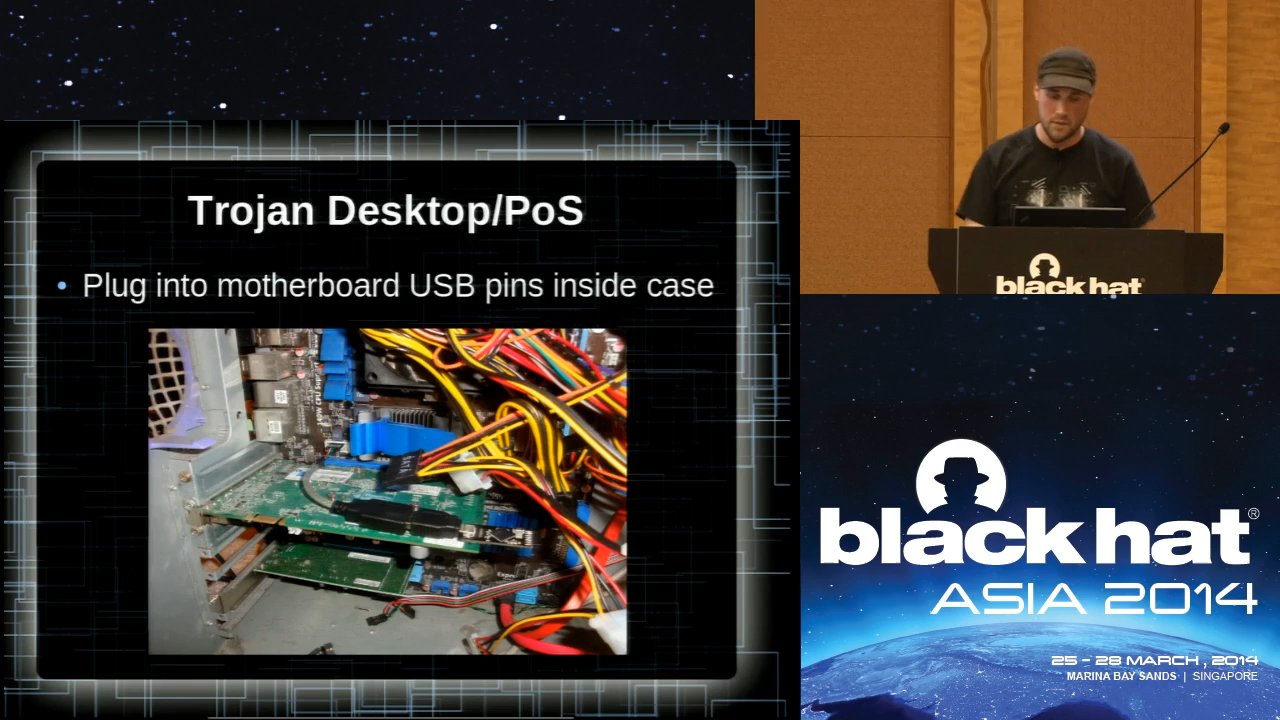 Trojan Desktop/PoS
• Plug into motherboard USB pins inside case
black hat
black hat®
ASIA 2014
25 - 28 MARCH , 2014
MARINA BAY SANDS | SINGAPORE